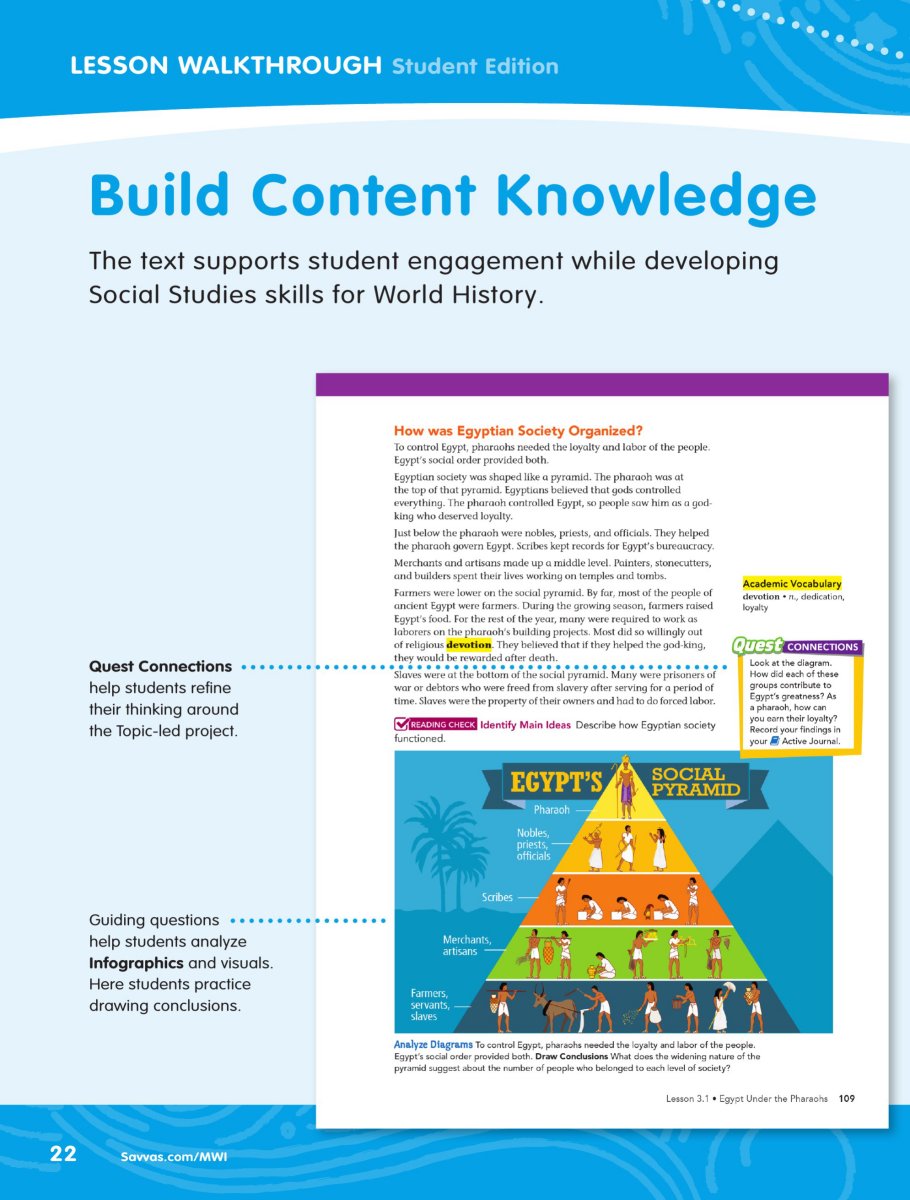 LESSON WALKTHROUGH Student Edition
Build Content Knowledge
The text supports student engagement while developing
Social Studies skills for World History.
How was Egyptian Society Organized?
To control Egypt, pharaohs needed the loyalty and labor of the people.
Egypt's social order provided both.
Egyptian society was shaped like a pyramid. The pharaoh was at
the top of that pyramid. Egyptians believed that gods controlled
everything. The pharaoh controlled Egypt, so people saw him as a god-
king who deserved loyalty.
Just below the pharaoh were nobles, priests, and officials. They helped
the pharaoh govern Egypt. Scribes kept records for Egypt's bureaucracy.
Merchants and artisans made up a middle level. Painters, stonecutters,
and builders spent their lives working on temples and tombs.
Farmers were lower on the social pyramid. By far, most of the people of
ancient Egypt were farmers. During the growing season, farmers raised
Egypt's food. For the rest of the year, many were required to work as
laborers on the pharaoh's building projects. Most did so willingly out
of religious devotion. They believed that if they helped the god-king,
they would be rewarded after death.
Slaves were at the bottom of the social pyramid. Many were prisoners of
war or debtors who were freed from slavery after serving for a period of
time. Slaves were the property of their owners and had to do forced labor.
READING CHECK Identify Main Ideas Describe how Egyptian society
functioned.
Academic Vocabulary
devotion • n., dedication,
loyalty
Quest CONNECTIONS
Look at the diagram.
How did each of these
groups contribute to
Egypt's greatness? As
a pharaoh, how can
you earn their loyalty?
Record your findings in
your Active Journal.
Quest Connections
help students refine
their thinking around
the Topic-led project.
EGYPT'S SOCIAL
PYRAMID
Pharaoh
Nobles,
priests,
officials
Scribes
Merchants,
artisans
Farmers,
servants,
slaves
Guiding questions
help students analyze
Infographics and visuals.
Here students practice
drawing conclusions.
Analyze Diagrams To control Egypt, pharaohs needed the loyalty and labor of the people.
Egypt's social order provided both. Draw Conclusions What does the widening nature of the
pyramid suggest about the number of people who belonged to each level of society?
Lesson 3.1 • Egypt Under the Pharaohs 109
22 Savvas.com/MWI